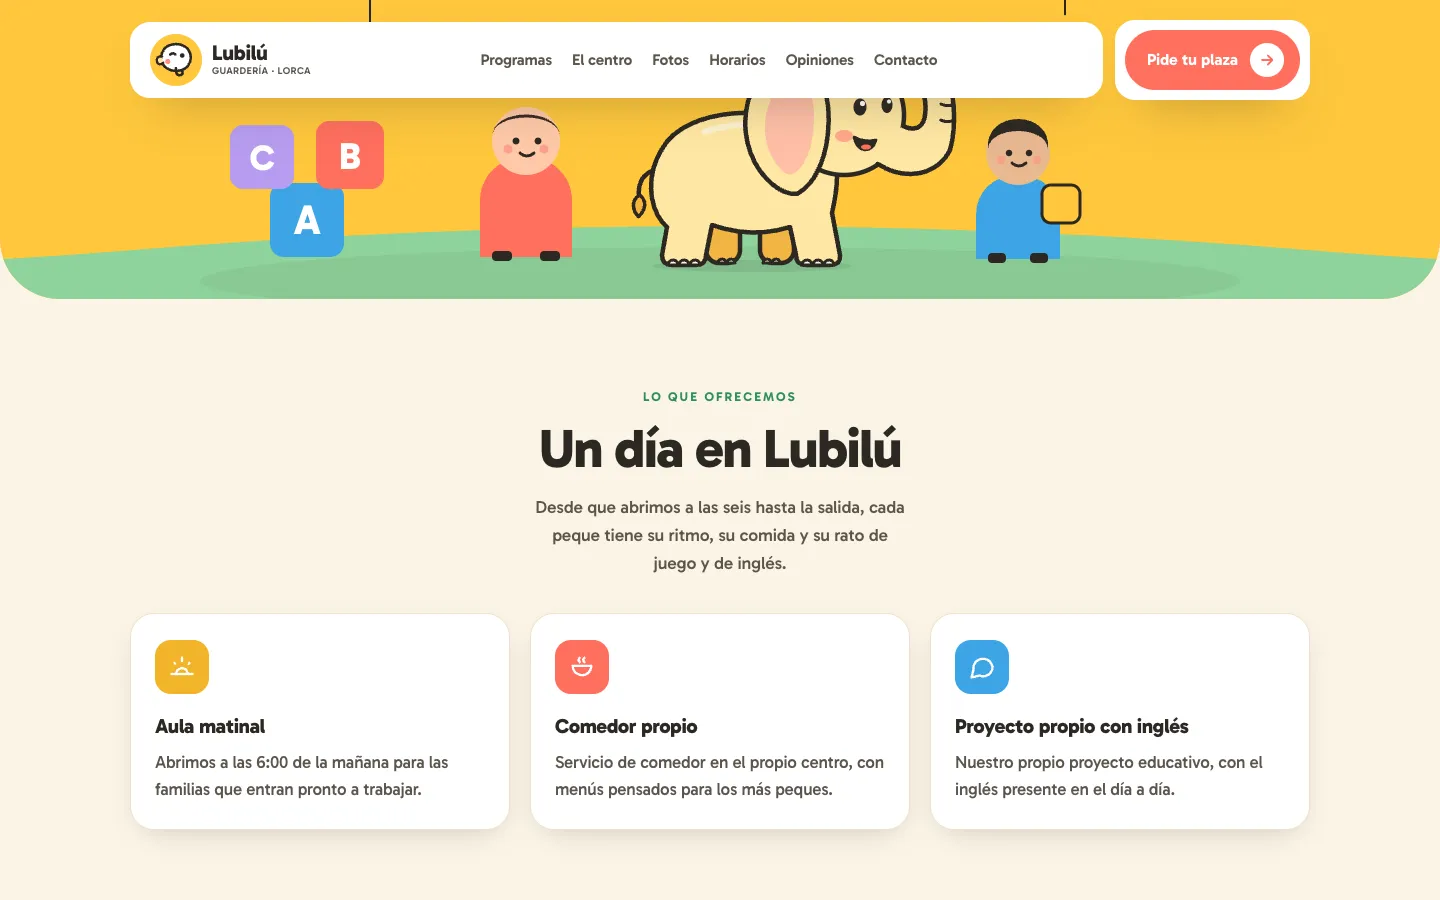 Lubilú
GUARDERÍA · LORCA
Programas El centro Fotos Horarios Opiniones Contacto
Pide tu plaza
C B
A
LO QUE OFRECEMOS
Un día en Lubilú
Desde que abrimos a las seis hasta la salida, cada
peque tiene su ritmo, su comida y su rato de
juego y de inglés.
Aula matinal
Abrimos a las 6:00 de la mañana para las
familias que entran pronto a trabajar.
Comedor propio
Servicio de comedor en el propio centro, con
menús pensados para los más peques.
Proyecto propio con inglés
Nuestro propio proyecto educativo, con el
inglés presente en el día a día.